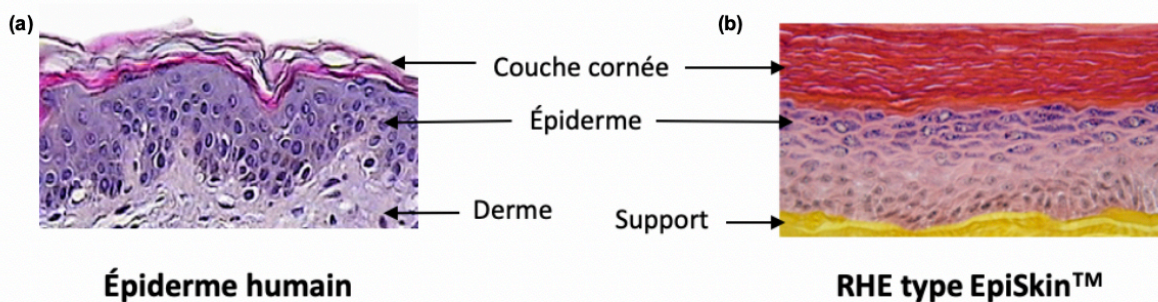 (a)
(b)
Couche cornée
Épiderme
Derme
Support
Épiderme humain
RHE type EpiSkin™